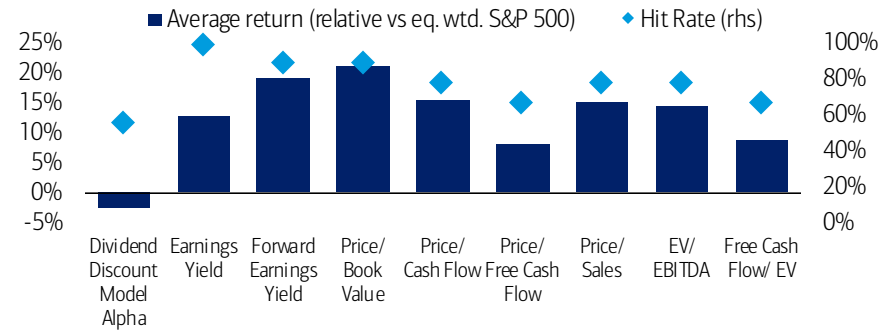 Average return (relative vs eq. wtd. S&P 500) Hit Rate (rhs)
25% 100%
20% 80%
15% 60%
10% 40%
5% 20%
0% 0%
-5%
Dividend Discount Model Alpha
Earnings Yield
Forward Earnings Yield
Price/ Book Value
Price/ Cash Flow
Price/ Free Cash Flow
Price/ Sales
EV/ EBITDA
Free Cash Flow/ EV